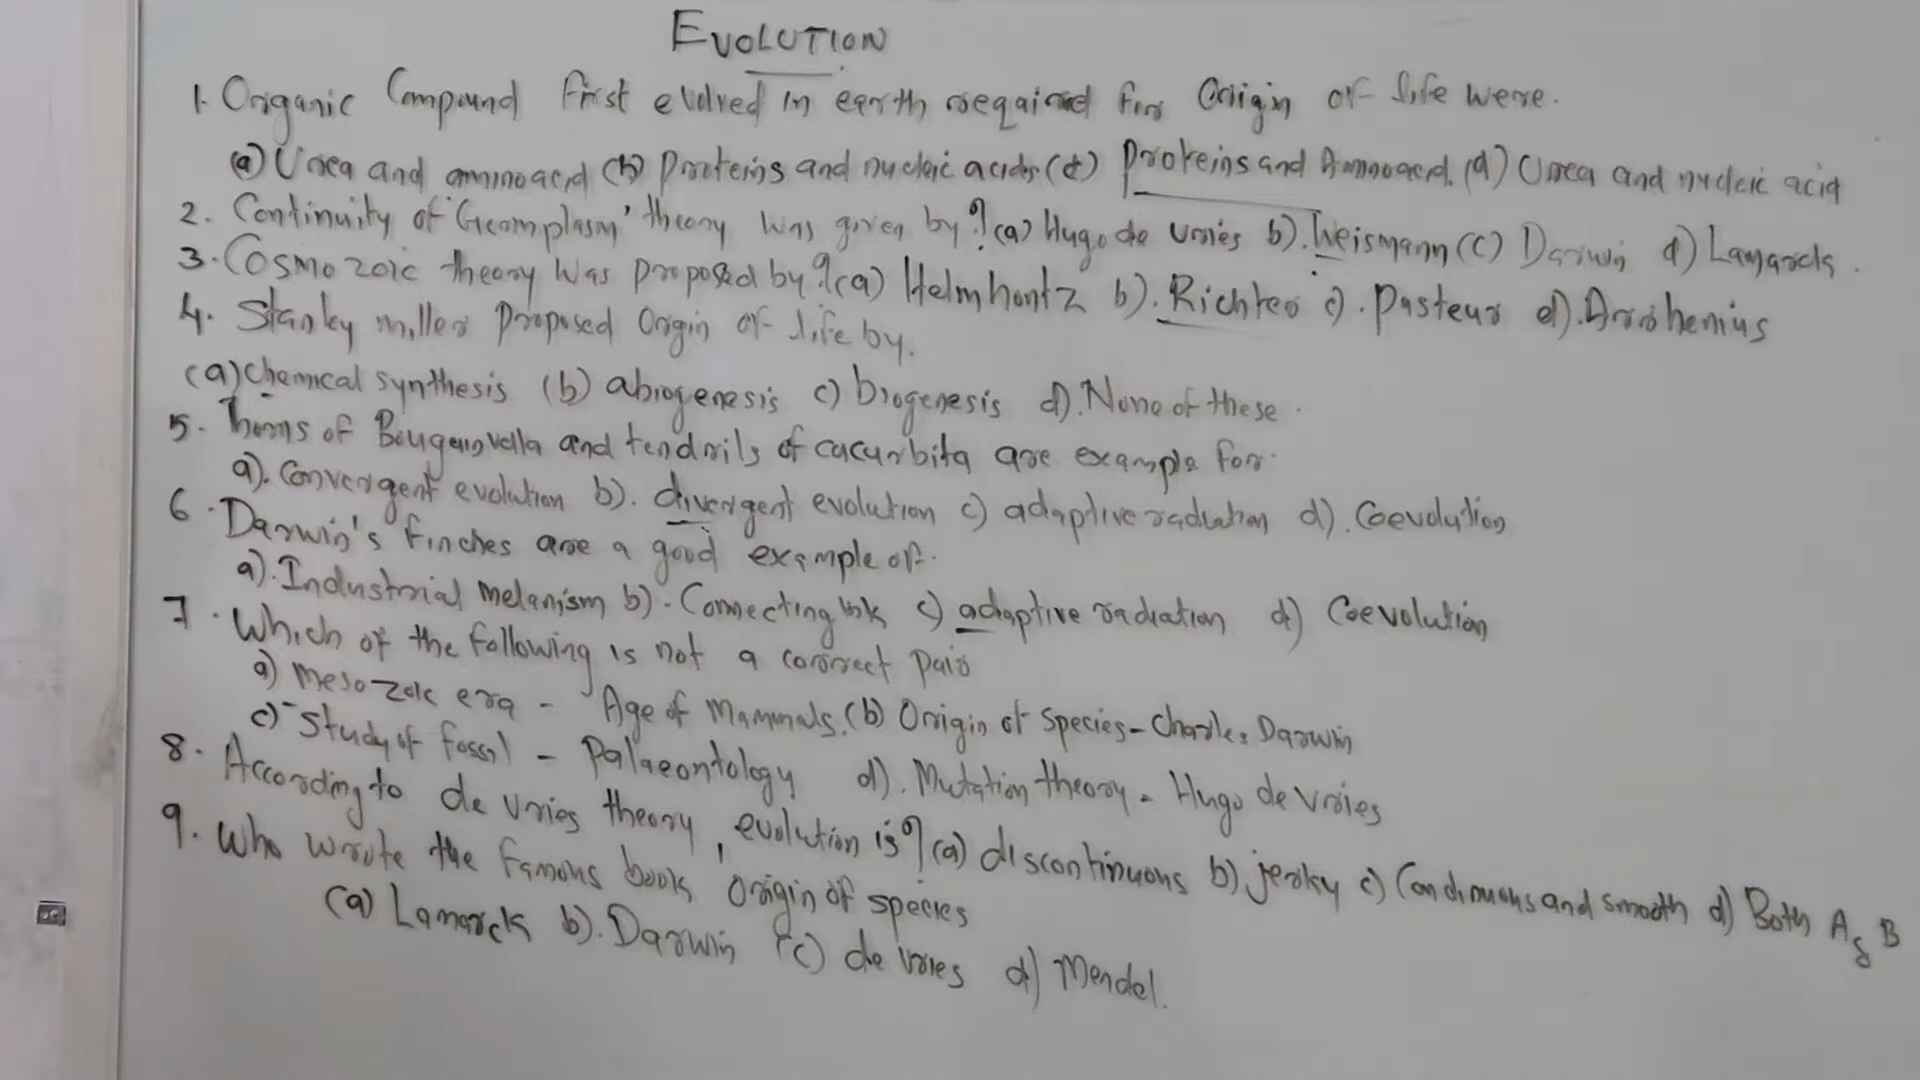 EVOLUTION
1. Organic Compound first evolved in earth required for Origin of life were.
(a) Urea and aminoacid (b) Proteins and nucleic acids (c) Proteins and Aminoacid. (d) Urea and nucleic acid
2. Continuity of 'Germplasm' theory was given by? (a) Hugo de vries b). Weismann (c) Darwin d) Lamarck.
3. Cosmozoic theory was proposed by? (a) Helmhontz b). Richter c). Pasteur d). Arrhenius
4. Stanley miller proposed Origin of life by.
(a) Chemical synthesis (b) abiogenesis c) biogenesis d). None of these.
5. Thorns of Bougainvella and tendrils of cucurbita are example for.
a). Convergent evolution b). divergent evolution c) adaptive radiation d). Coevolution
6. Darwin's finches are a good example of.
a). Industrial melanism b). Connecting link c) adaptive radiation d) Coevolution
7. Which of the following is not a correct pair
a) Mesozoic era - Age of Mammals. (b) Origin of species - Charles Darwin
c) Study of fossil - Palaeontology d). Mutation theory - Hugo de vries
8. According to de vries theory, evolution is? (a) discontinuous b) jerky c) Continuous and smooth d) Both A & B
9. Who wrote the famous book 'Origin of species
(a) Lamarck b). Darwin (c) de vries d) Mendel.